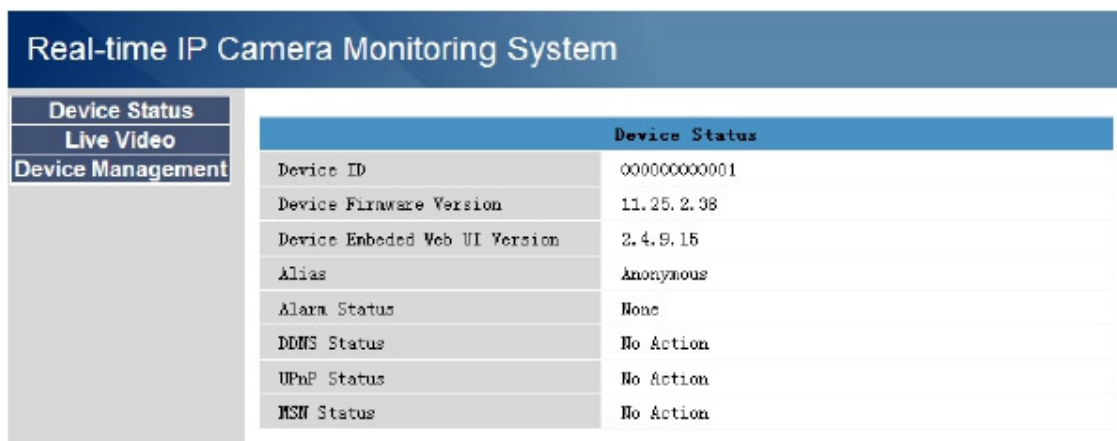 Real-time IP Camera Monitoring System
Device Status
Live Video
Device Management
Device Status
Device ID 000000000001
Device Firmware Version 11.25.2.38
Device Embeded Web UI Version 2.4.9.15
Alias Anonymous
Alarm Status None
DDNS Status No Action
UPnP Status No Action
MSN Status No Action